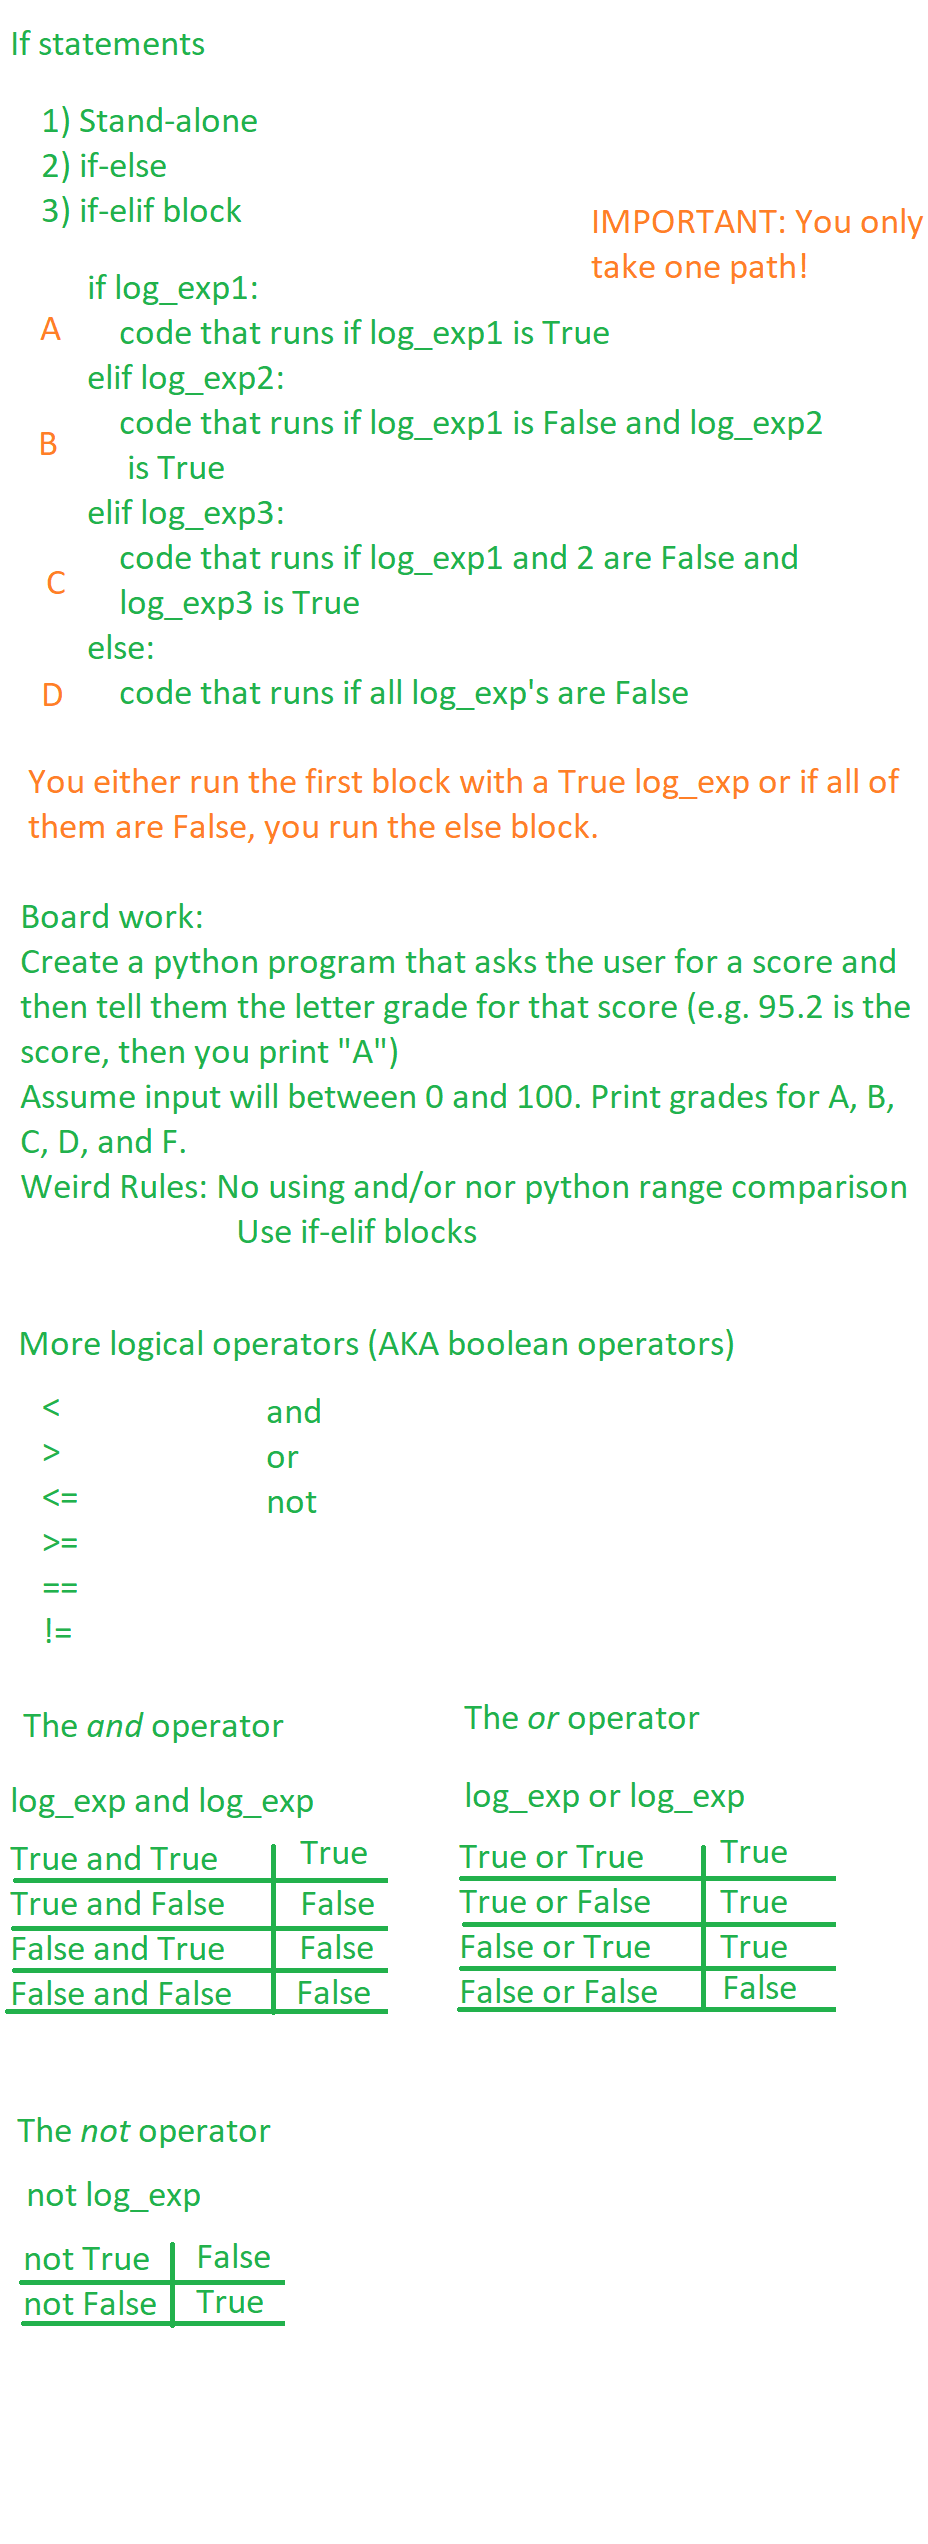 If statements
1) Stand-alone
2) if-else
3) if-elif block
IMPORTANT: You only
take one path!
if log_exp1:
A code that runs if log_exp1 is True
elif log_exp2:
B code that runs if log_exp1 is False and log_exp2
is True
elif log_exp3:
C code that runs if log_exp1 and 2 are False and
log_exp3 is True
else:
D code that runs if all log_exp's are False
You either run the first block with a True log_exp or if all of
them are False, you run the else block.
Board work:
Create a python program that asks the user for a score and
then tell them the letter grade for that score (e.g. 95.2 is the
score, then you print "A")
Assume input will between 0 and 100. Print grades for A, B,
C, D, and F.
Weird Rules: No using and/or nor python range comparison
Use if-elif blocks
More logical operators (AKA boolean operators)
<
>
<=
>=
==
!=
and
or
not
The and operator
log_exp and log_exp
True and True True
True and False False
False and True False
False and False False
The or operator
log_exp or log_exp
True or True True
True or False True
False or True True
False or False False
The not operator
not log_exp
not True False
not False True